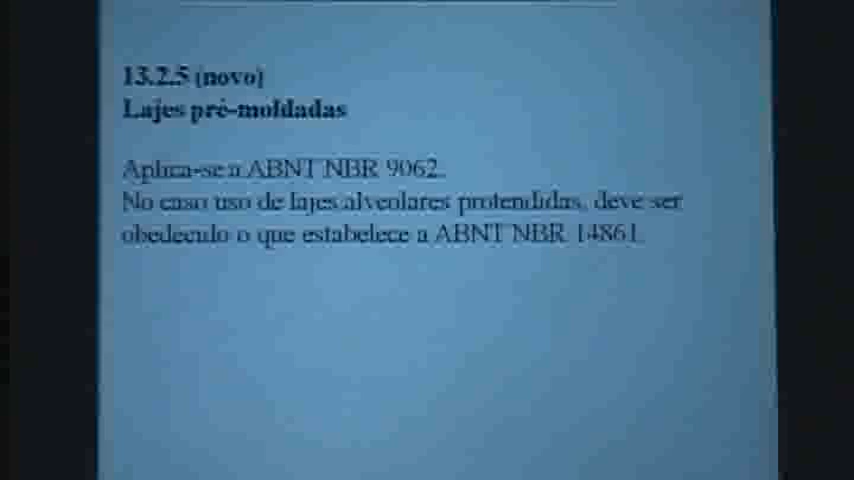 13.2.5 (novo)
Lajes pré-moldadas
Aplica-se a ABNT NBR 9062.
No caso uso de lajes alveolares protendidas, deve ser
obedecido o que estabelece a ABNT NBR 14861.